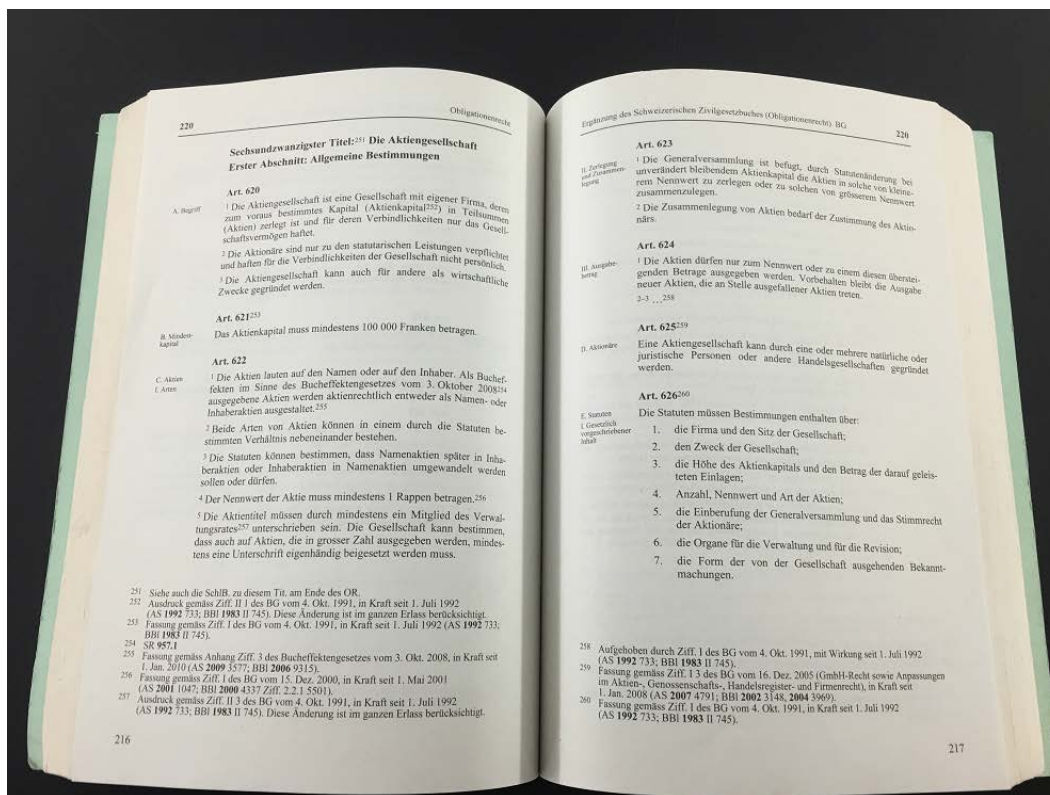 220
Obligationenrecht
Sechsundzwanzigster Titel:251 Die Aktiengesellschaft
Erster Abschnitt: Allgemeine Bestimmungen
Art. 620
A. Begriff
1 Die Aktiengesellschaft ist eine Gesellschaft mit eigener Firma, deren
zum voraus bestimmtes Kapital (Aktienkapital252) in Teilsummen
(Aktien) zerlegt ist und für deren Verbindlichkeiten nur das Gesell-
schaftsvermögen haftet.
2 Die Aktionäre sind nur zu den statutarischen Leistungen verpflichtet
und haften für die Verbindlichkeiten der Gesellschaft nicht persönlich.
3 Die Aktiengesellschaft kann auch für andere als wirtschaftliche
Zwecke gegründet werden.
Art. 621253
B. Mindest-
kapital
Das Aktienkapital muss mindestens 100 000 Franken betragen.
Art. 622
C. Aktien
I. Arten
1 Die Aktien lauten auf den Namen oder auf den Inhaber. Als Buchef-
fekten im Sinne des Bucheffektengesetzes vom 3. Oktober 2008254
ausgegebene Aktien werden aktienrechtlich entweder als Namen- oder
Inhaberaktien ausgestaltet.255
2 Beide Arten von Aktien können in einem durch die Statuten be-
stimmten Verhältnis nebeneinander bestehen.
3 Die Statuten können bestimmen, dass Namenaktien später in Inha-
beraktien oder Inhaberaktien in Namenaktien umgewandelt werden
sollen oder dürfen.
4 Der Nennwert der Aktie muss mindestens 1 Rappen betragen.256
5 Die Aktientitel müssen durch mindestens ein Mitglied des Verwal-
tungsrates257 unterschrieben sein. Die Gesellschaft kann bestimmen,
dass auch auf Aktien, die in grosser Zahl ausgegeben werden, mindes-
tens eine Unterschrift eigenhändig beigesetzt werden muss.
251 Siehe auch die SchlB. zu diesem Tit. am Ende des OR.
252 Ausdruck gemäss Ziff. II 1 des BG vom 4. Okt. 1991, in Kraft seit 1. Juli 1992
(AS 1992 733; BBl 1983 II 745). Diese Änderung ist im ganzen Erlass berücksichtigt.
253 Fassung gemäss Ziff. I des BG vom 4. Okt. 1991, in Kraft seit 1. Juli 1992 (AS 1992 733;
BBl 1983 II 745).
254 SR 957.1
255 Fassung gemäss Anhang Ziff. 3 des Bucheffektengesetzes vom 3. Okt. 2008, in Kraft seit
1. Jan. 2010 (AS 2009 3577; BBl 2006 9315).
256 Fassung gemäss Ziff. I des BG vom 15. Dez. 2000, in Kraft seit 1. Mai 2001
(AS 2001 1047; BBl 2000 4337 Ziff. 2.2.1 5501).
257 Ausdruck gemäss Ziff. II 3 des BG vom 4. Okt. 1991, in Kraft seit 1. Juli 1992
(AS 1992 733; BBl 1983 II 745). Diese Änderung ist im ganzen Erlass berücksichtigt.
216
Ergänzung des Schweizerischen Zivilgesetzbuches (Obligationenrecht). BG
220
Art. 623
II. Zerlegung
und Zusammen-
legung
1 Die Generalversammlung ist befugt, durch Statutenänderung bei
unverändert bleibendem Aktienkapital die Aktien in solche von kleine-
rem Nennwert zu zerlegen oder zu solchen von grösserem Nennwert
zusammenzulegen.
2 Die Zusammenlegung von Aktien bedarf der Zustimmung des Aktio-
närs.
Art. 624
III. Ausgabe-
betrag
1 Die Aktien dürfen nur zum Nennwert oder zu einem diesen überstei-
genden Betrage ausgegeben werden. Vorbehalten bleibt die Ausgabe
neuer Aktien, die an Stelle ausgefallener Aktien treten.
2–3 ...258
Art. 625259
D. Aktionäre
Eine Aktiengesellschaft kann durch eine oder mehrere natürliche oder
juristische Personen oder andere Handelsgesellschaften gegründet
werden.
Art. 626260
E. Statuten
I. Gesetzlich
vorgeschriebener
Inhalt
Die Statuten müssen Bestimmungen enthalten über:
1. die Firma und den Sitz der Gesellschaft;
2. den Zweck der Gesellschaft;
3. die Höhe des Aktienkapitals und den Betrag der darauf geleis-
teten Einlagen;
4. Anzahl, Nennwert und Art der Aktien;
5. die Einberufung der Generalversammlung und das Stimmrecht
der Aktionäre;
6. die Organe für die Verwaltung und für die Revision;
7. die Form der von der Gesellschaft ausgehenden Bekannt-
machungen.
258 Aufgehoben durch Ziff. I des BG vom 4. Okt. 1991, mit Wirkung seit 1. Juli 1992
(AS 1992 733; BBl 1983 II 745).
259 Fassung gemäss Ziff. I 3 des BG vom 16. Dez. 2005 (GmbH-Recht sowie Anpassungen
im Aktien-, Genossenschafts-, Handelsregister- und Firmenrecht), in Kraft seit
1. Jan. 2008 (AS 2007 4791; BBl 2002 3148, 2004 3969).
260 Fassung gemäss Ziff. I des BG vom 4. Okt. 1991, in Kraft seit 1. Juli 1992
(AS 1992 733; BBl 1983 II 745).
217